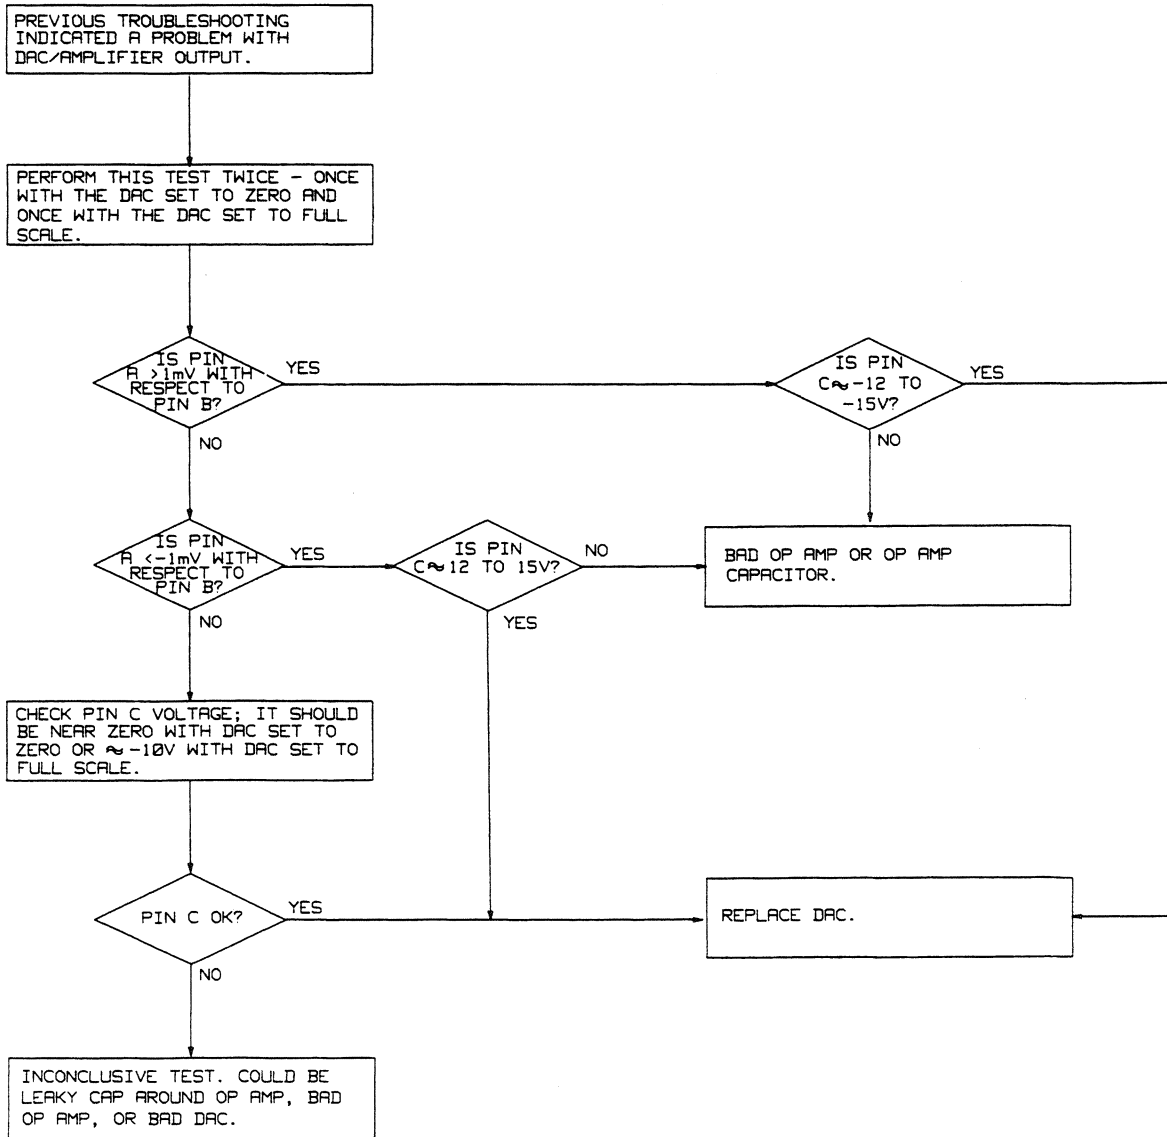 PREVIOUS TROUBLESHOOTING
INDICATED A PROBLEM WITH
DAC/AMPLIFIER OUTPUT.
PERFORM THIS TEST TWICE - ONCE
WITH THE DAC SET TO ZERO AND
ONCE WITH THE DAC SET TO FULL
SCALE.
IS PIN
A >1mV WITH
RESPECT TO
PIN B?
YES
NO
IS PIN
C≈-12 TO
-15V?
YES
NO
IS PIN
A <-1mV WITH
RESPECT TO
PIN B?
YES
NO
IS PIN
C≈12 TO 15V?
NO
YES
BAD OP AMP OR OP AMP
CAPACITOR.
CHECK PIN C VOLTAGE; IT SHOULD
BE NEAR ZERO WITH DAC SET TO
ZERO OR ≈-10V WITH DAC SET TO
FULL SCALE.
PIN C OK?
YES
NO
REPLACE DAC.
INCONCLUSIVE TEST. COULD BE
LEAKY CAP AROUND OP AMP, BAD
OP AMP, OR BAD DAC.